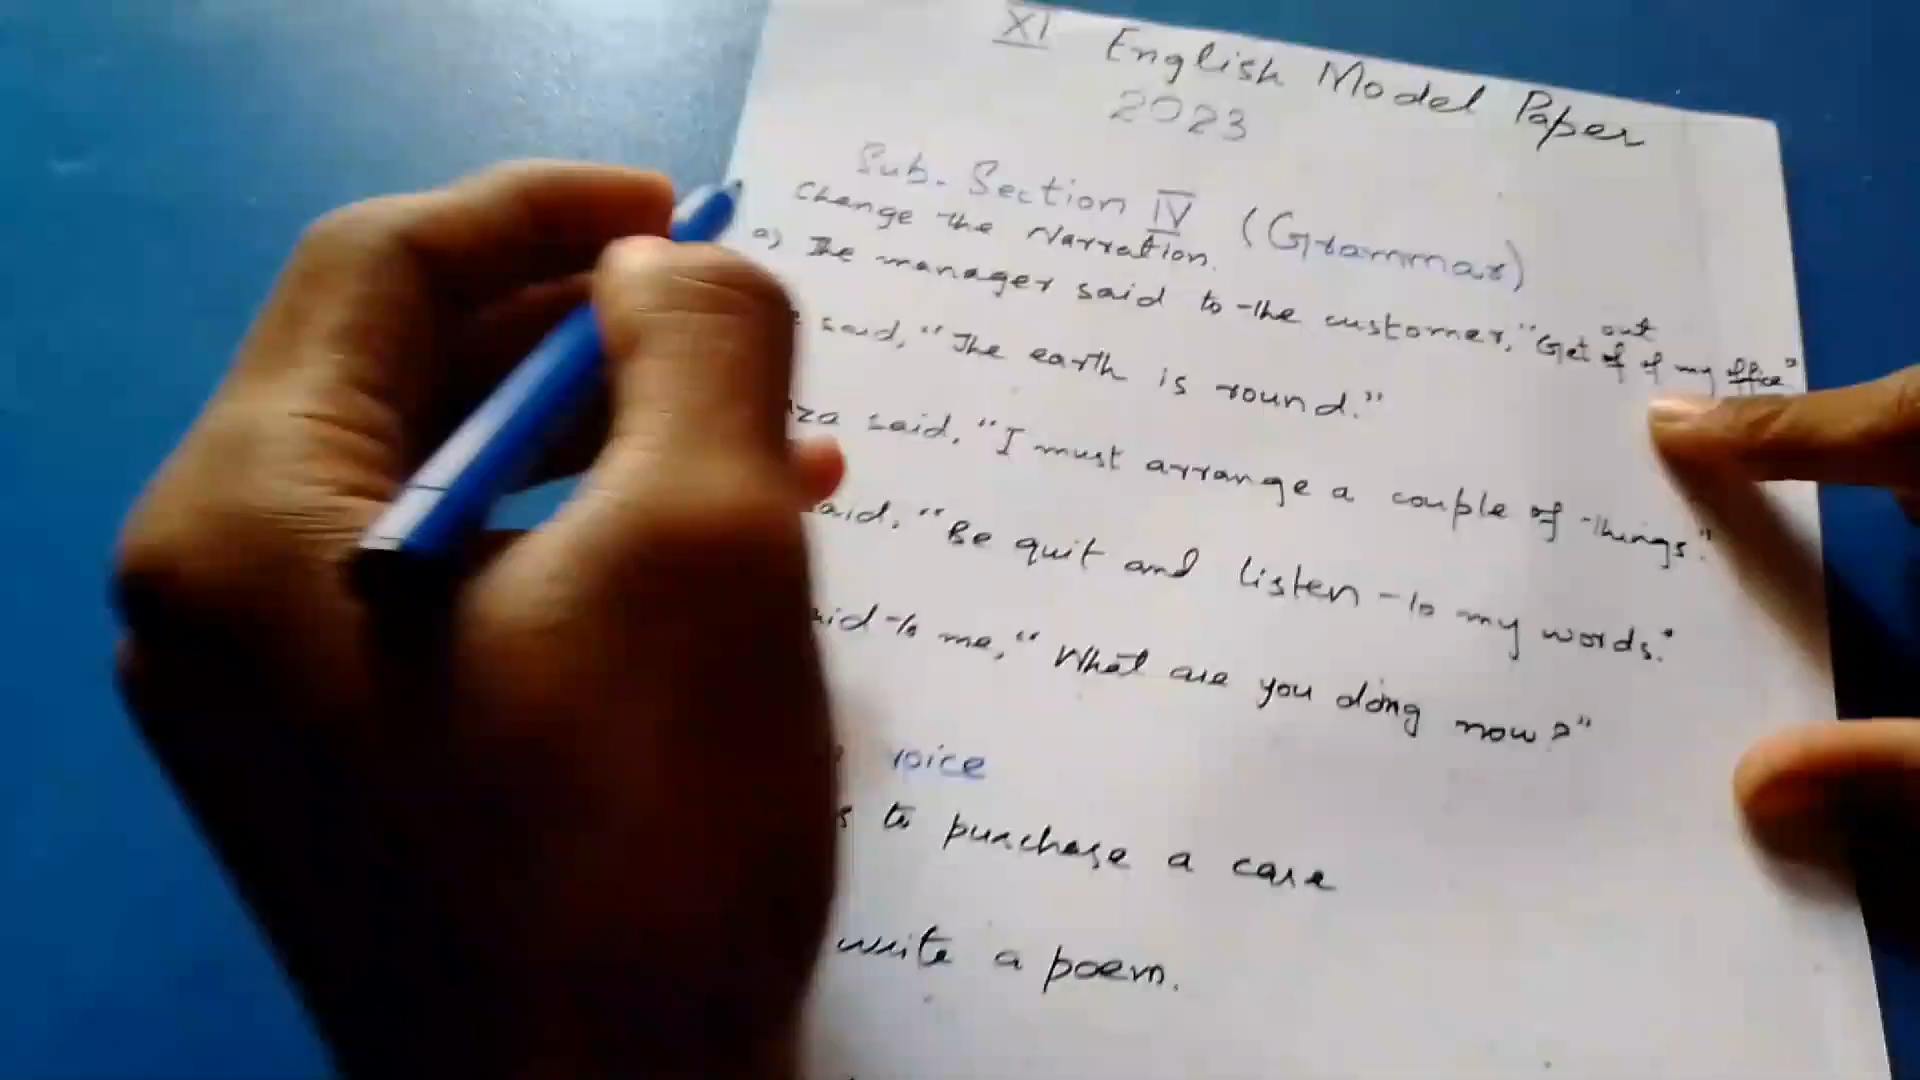 XI English Model Paper
2023
Sub-Section IV (Grammar)
Change the Narration.
a) The manager said to the customer, "Get out of my office"
said, "The earth is round."
said, "I must arrange a couple of things."
"Be quit and listen to my words."
to me, "What are you doing now?"
voice
to purchase a care
write a poem.